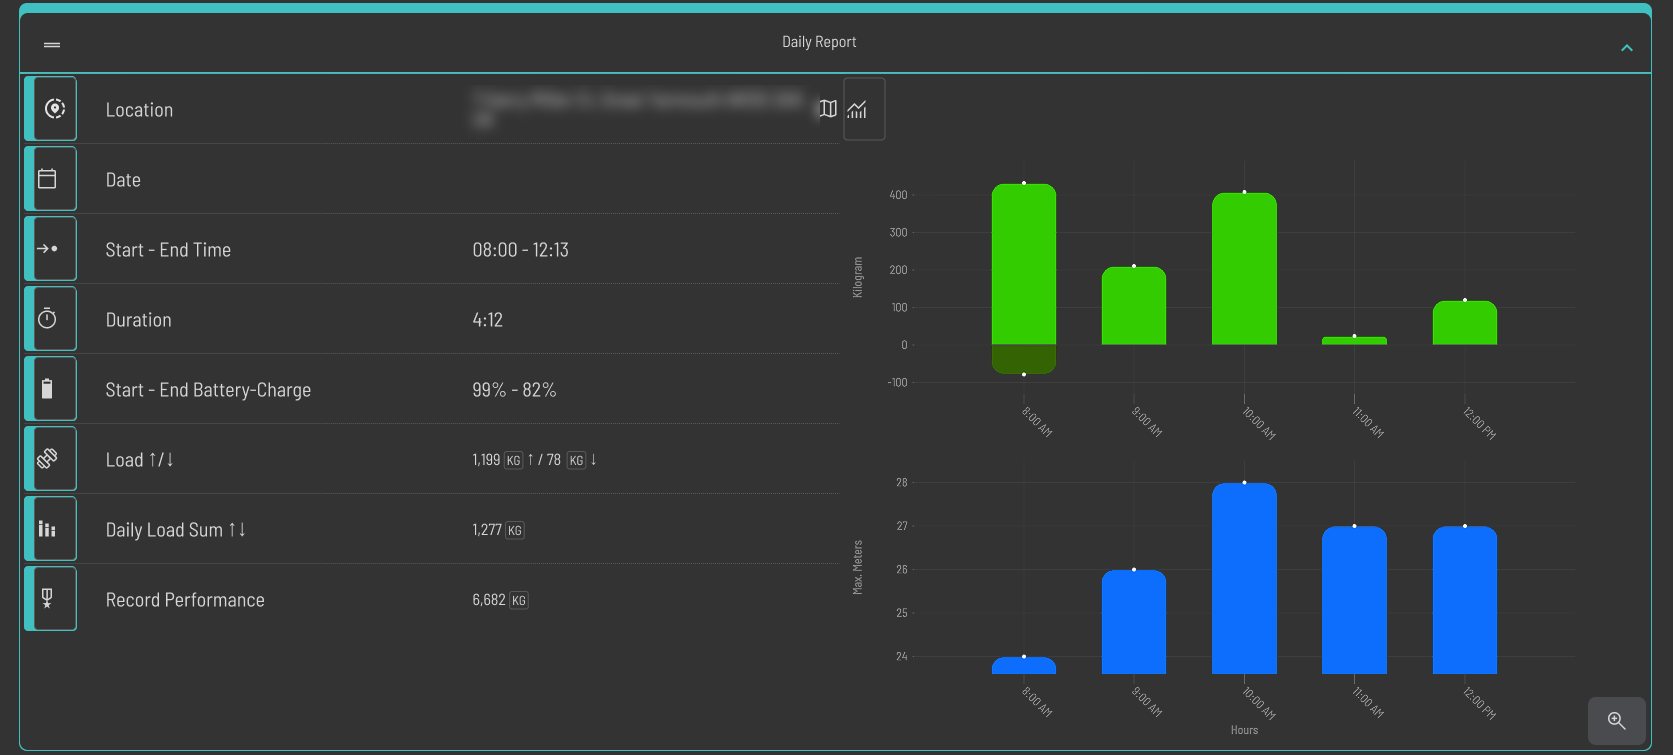 Daily Report
Location
Date
Start - End Time 08:00 - 12:13
Duration 4:12
Start - End Battery-Charge 99% - 82%
Load ↑/↓ 1,199 KG ↑ / 78 KG ↓
Daily Load Sum ↑↓ 1,277 KG
Record Performance 6,682 KG
Kilogram
400
300
200
100
0
-100
8:00 AM
9:00 AM
10:00 AM
11:00 AM
12:00 PM
Max. Meters
28
27
26
25
24
8:00 AM
9:00 AM
10:00 AM
11:00 AM
12:00 PM
Hours